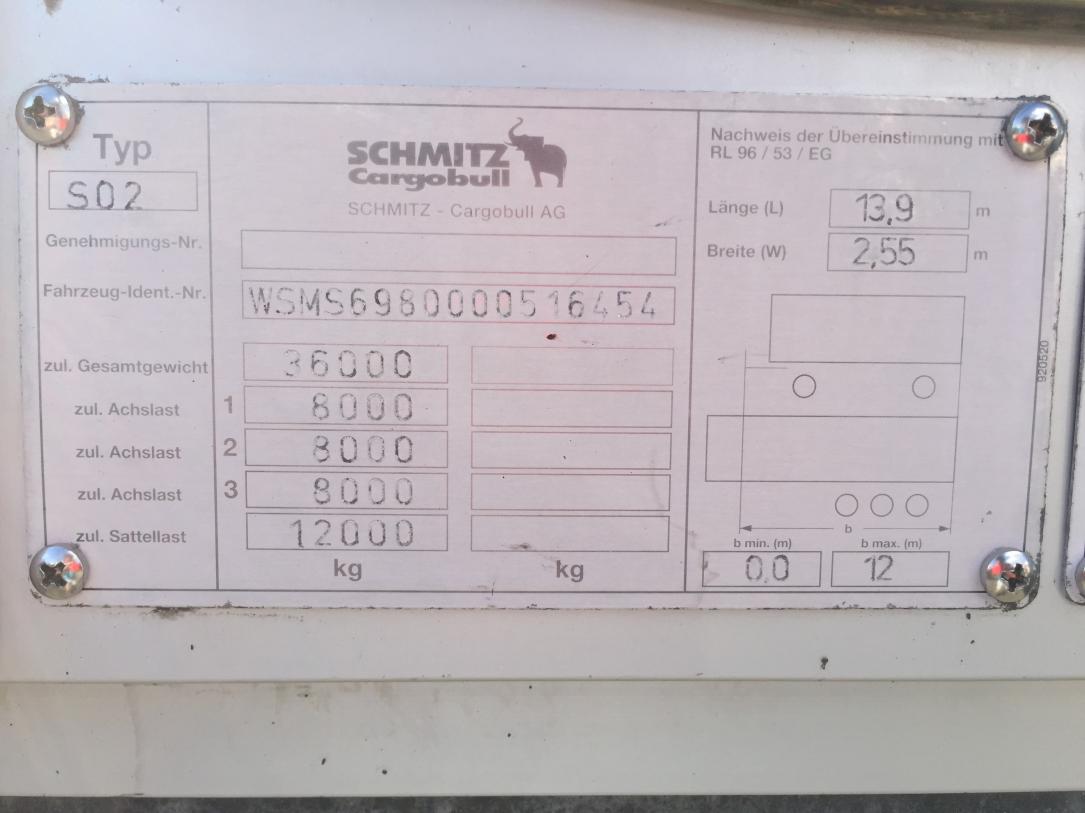 Typ
S02
SCHMITZ
Cargobull
SCHMITZ - Cargobull AG
Genehmigungs-Nr.
Fahrzeug-Ident.-Nr. WSMS6980000516454
zul. Gesamtgewicht 36000
zul. Achslast 1 8000
zul. Achslast 2 8000
zul. Achslast 3 8000
zul. Sattellast 12000
kg kg
Nachweis der Übereinstimmung mit
RL 96 / 53 / EG
Länge (L) 13,9 m
Breite (W) 2,55 m
b
b min. (m) b max. (m)
0,0 12
920520